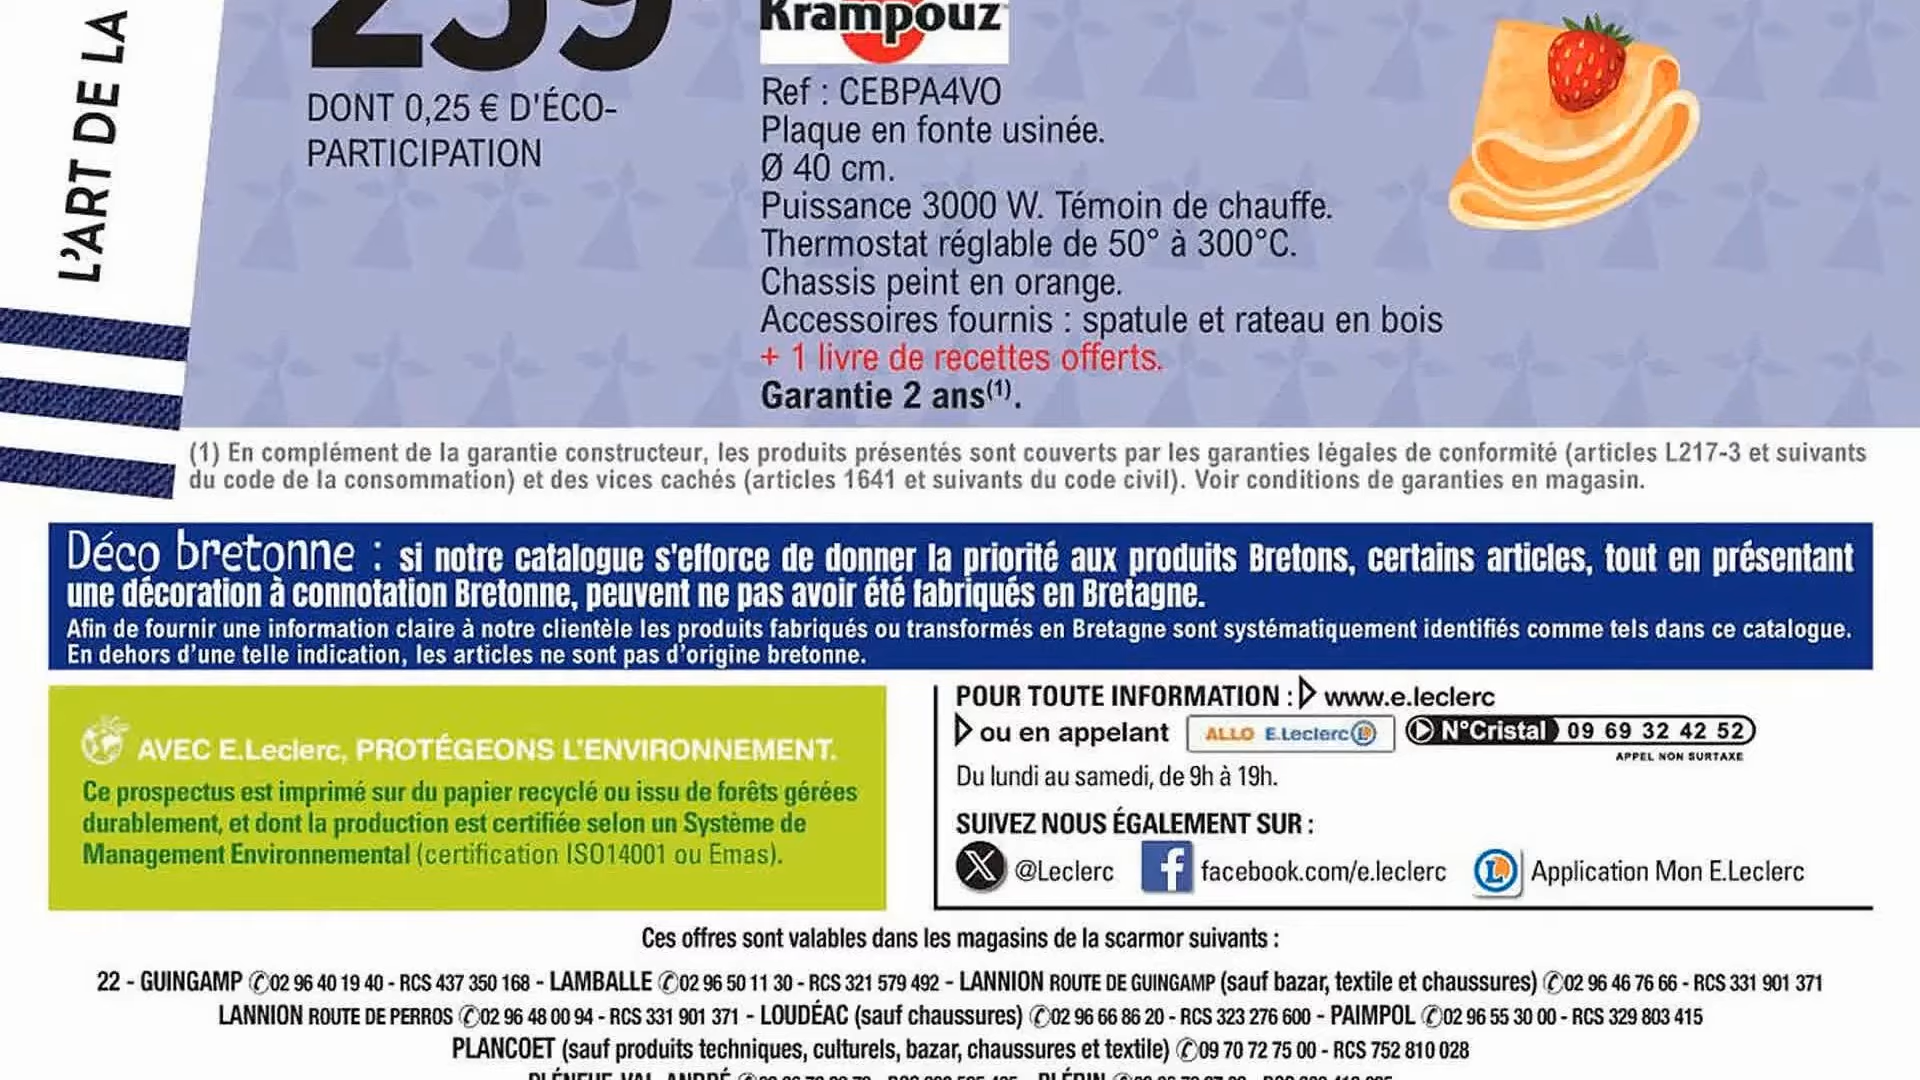 L'ART DE LA
Krampouz
DONT 0,25 € D'ÉCO-
PARTICIPATION
Ref : CEBPA4VO
Plaque en fonte usinée.
Ø 40 cm.
Puissance 3000 W. Témoin de chauffe.
Thermostat réglable de 50° à 300°C.
Chassis peint en orange.
Accessoires fournis : spatule et rateau en bois
+ 1 livre de recettes offerts.
Garantie 2 ans(1).
(1) En complément de la garantie constructeur, les produits présentés sont couverts par les garanties légales de conformité (articles L217-3 et suivants
du code de la consommation) et des vices cachés (articles 1641 et suivants du code civil). Voir conditions de garanties en magasin.
Déco bretonne : si notre catalogue s'efforce de donner la priorité aux produits Bretons, certains articles, tout en présentant
une décoration à connotation Bretonne, peuvent ne pas avoir été fabriqués en Bretagne.
Afin de fournir une information claire à notre clientèle les produits fabriqués ou transformés en Bretagne sont systématiquement identifiés comme tels dans ce catalogue.
En dehors d'une telle indication, les articles ne sont pas d'origine bretonne.
AVEC E.Leclerc, PROTÉGEONS L'ENVIRONNEMENT.
Ce prospectus est imprimé sur du papier recyclé ou issu de forêts gérées
durablement, et dont la production est certifiée selon un Système de
Management Environnemental (certification ISO14001 ou Emas).
POUR TOUTE INFORMATION : www.e.leclerc
ou en appelant ALLO E.Leclerc N°Cristal 09 69 32 42 52
APPEL NON SURTAXE
Du lundi au samedi, de 9h à 19h.
SUIVEZ NOUS ÉGALEMENT SUR :
@Leclerc facebook.com/e.leclerc Application Mon E.Leclerc
Ces offres sont valables dans les magasins de la scarmor suivants :
22 - GUINGAMP ✆02 96 40 19 40 - RCS 437 350 168 - LAMBALLE ✆02 96 50 11 30 - RCS 321 579 492 - LANNION ROUTE DE GUINGAMP (sauf bazar, textile et chaussures) ✆02 96 46 76 66 - RCS 331 901 371
LANNION ROUTE DE PERROS ✆02 96 48 00 94 - RCS 331 901 371 - LOUDÉAC (sauf chaussures) ✆02 96 66 86 20 - RCS 323 276 600 - PAIMPOL ✆02 96 55 30 00 - RCS 329 803 415
PLANCOET (sauf produits techniques, culturels, bazar, chaussures et textile) ✆09 70 72 75 00 - RCS 752 810 028